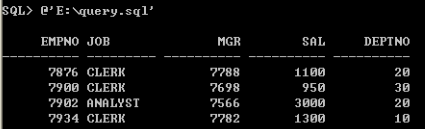 SQL> @'E:\query.sql'
EMPNO JOB MGR SAL DEPTNO
---------- --------- ---------- ---------- ----------
7876 CLERK 7788 1100 20
7900 CLERK 7698 950 30
7902 ANALYST 7566 3000 20
7934 CLERK 7782 1300 10